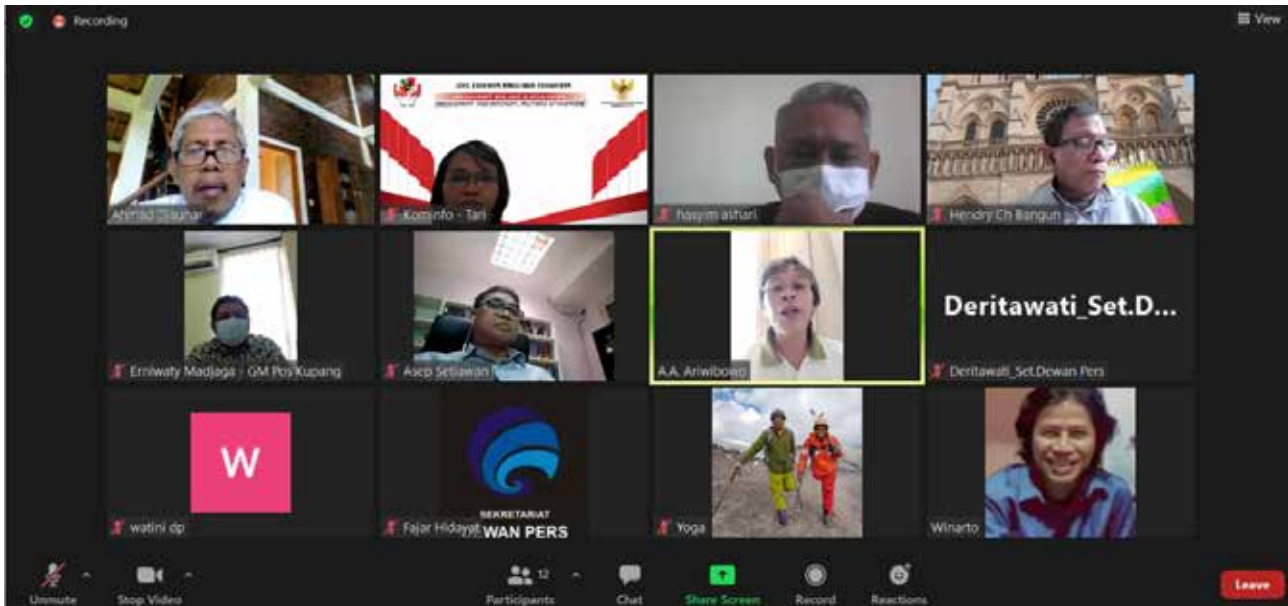 Recording
View
Ahmad Djauhar
Kominfo - Tari
hasyim ashari
Hendry Ch Bangun
Erniwaty Madjaga - GM Pos Kupang
Asep Setiawan
A.A. Ariwibowo
Deritawati_Set.D...
Deritawati_Set.Dewan Pers
W
watini dp
SEKRETARIAT
WAN PERS
Fajar Hidayat
Yoga
Winarto
Unmute
Stop Video
Participants
12
Chat
Share Screen
Record
Reactions
Leave